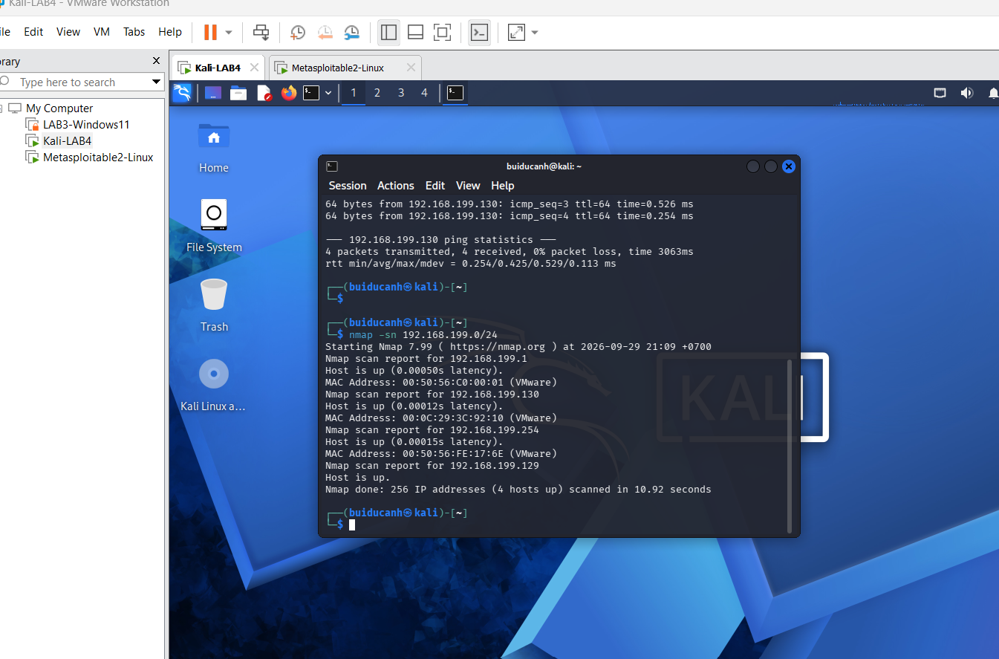 Kali-LAB4 - VMware Workstation
ile Edit View VM Tabs Help
rary
Type here to search
My Computer
LAB3-Windows11
Kali-LAB4
Metasploitable2-Linux
Kali-LAB4
Metasploitable2-Linux
1 2 3 4
Home
File System
Trash
Kali Linux a...
buiducanh@kali: ~
Session Actions Edit View Help
64 bytes from 192.168.199.130: icmp_seq=3 ttl=64 time=0.526 ms
64 bytes from 192.168.199.130: icmp_seq=4 ttl=64 time=0.254 ms
─── 192.168.199.130 ping statistics ───
4 packets transmitted, 4 received, 0% packet loss, time 3063ms
rtt min/avg/max/mdev = 0.254/0.425/0.529/0.113 ms
┌──(buiducanh㉿kali)-[~]
└─$
┌──(buiducanh㉿kali)-[~]
└─$ nmap -sn 192.168.199.0/24
Starting Nmap 7.99 ( https://nmap.org ) at 2026-09-29 21:09 +0700
Nmap scan report for 192.168.199.1
Host is up (0.00050s latency).
MAC Address: 00:50:56:C0:00:01 (VMware)
Nmap scan report for 192.168.199.130
Host is up (0.00012s latency).
MAC Address: 00:0C:29:3C:92:10 (VMware)
Nmap scan report for 192.168.199.254
Host is up (0.00015s latency).
MAC Address: 00:50:56:FE:17:6E (VMware)
Nmap scan report for 192.168.199.129
Host is up.
Nmap done: 256 IP addresses (4 hosts up) scanned in 10.92 seconds
┌──(buiducanh㉿kali)-[~]
└─$
KALI